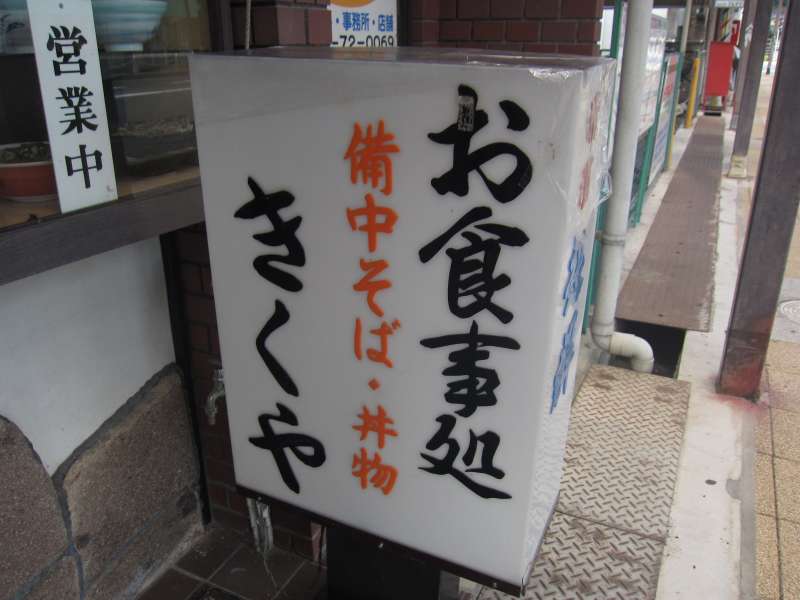 お食事処
備中そば・丼物
きくや
営業中
・事務所・店舗
-72-0069